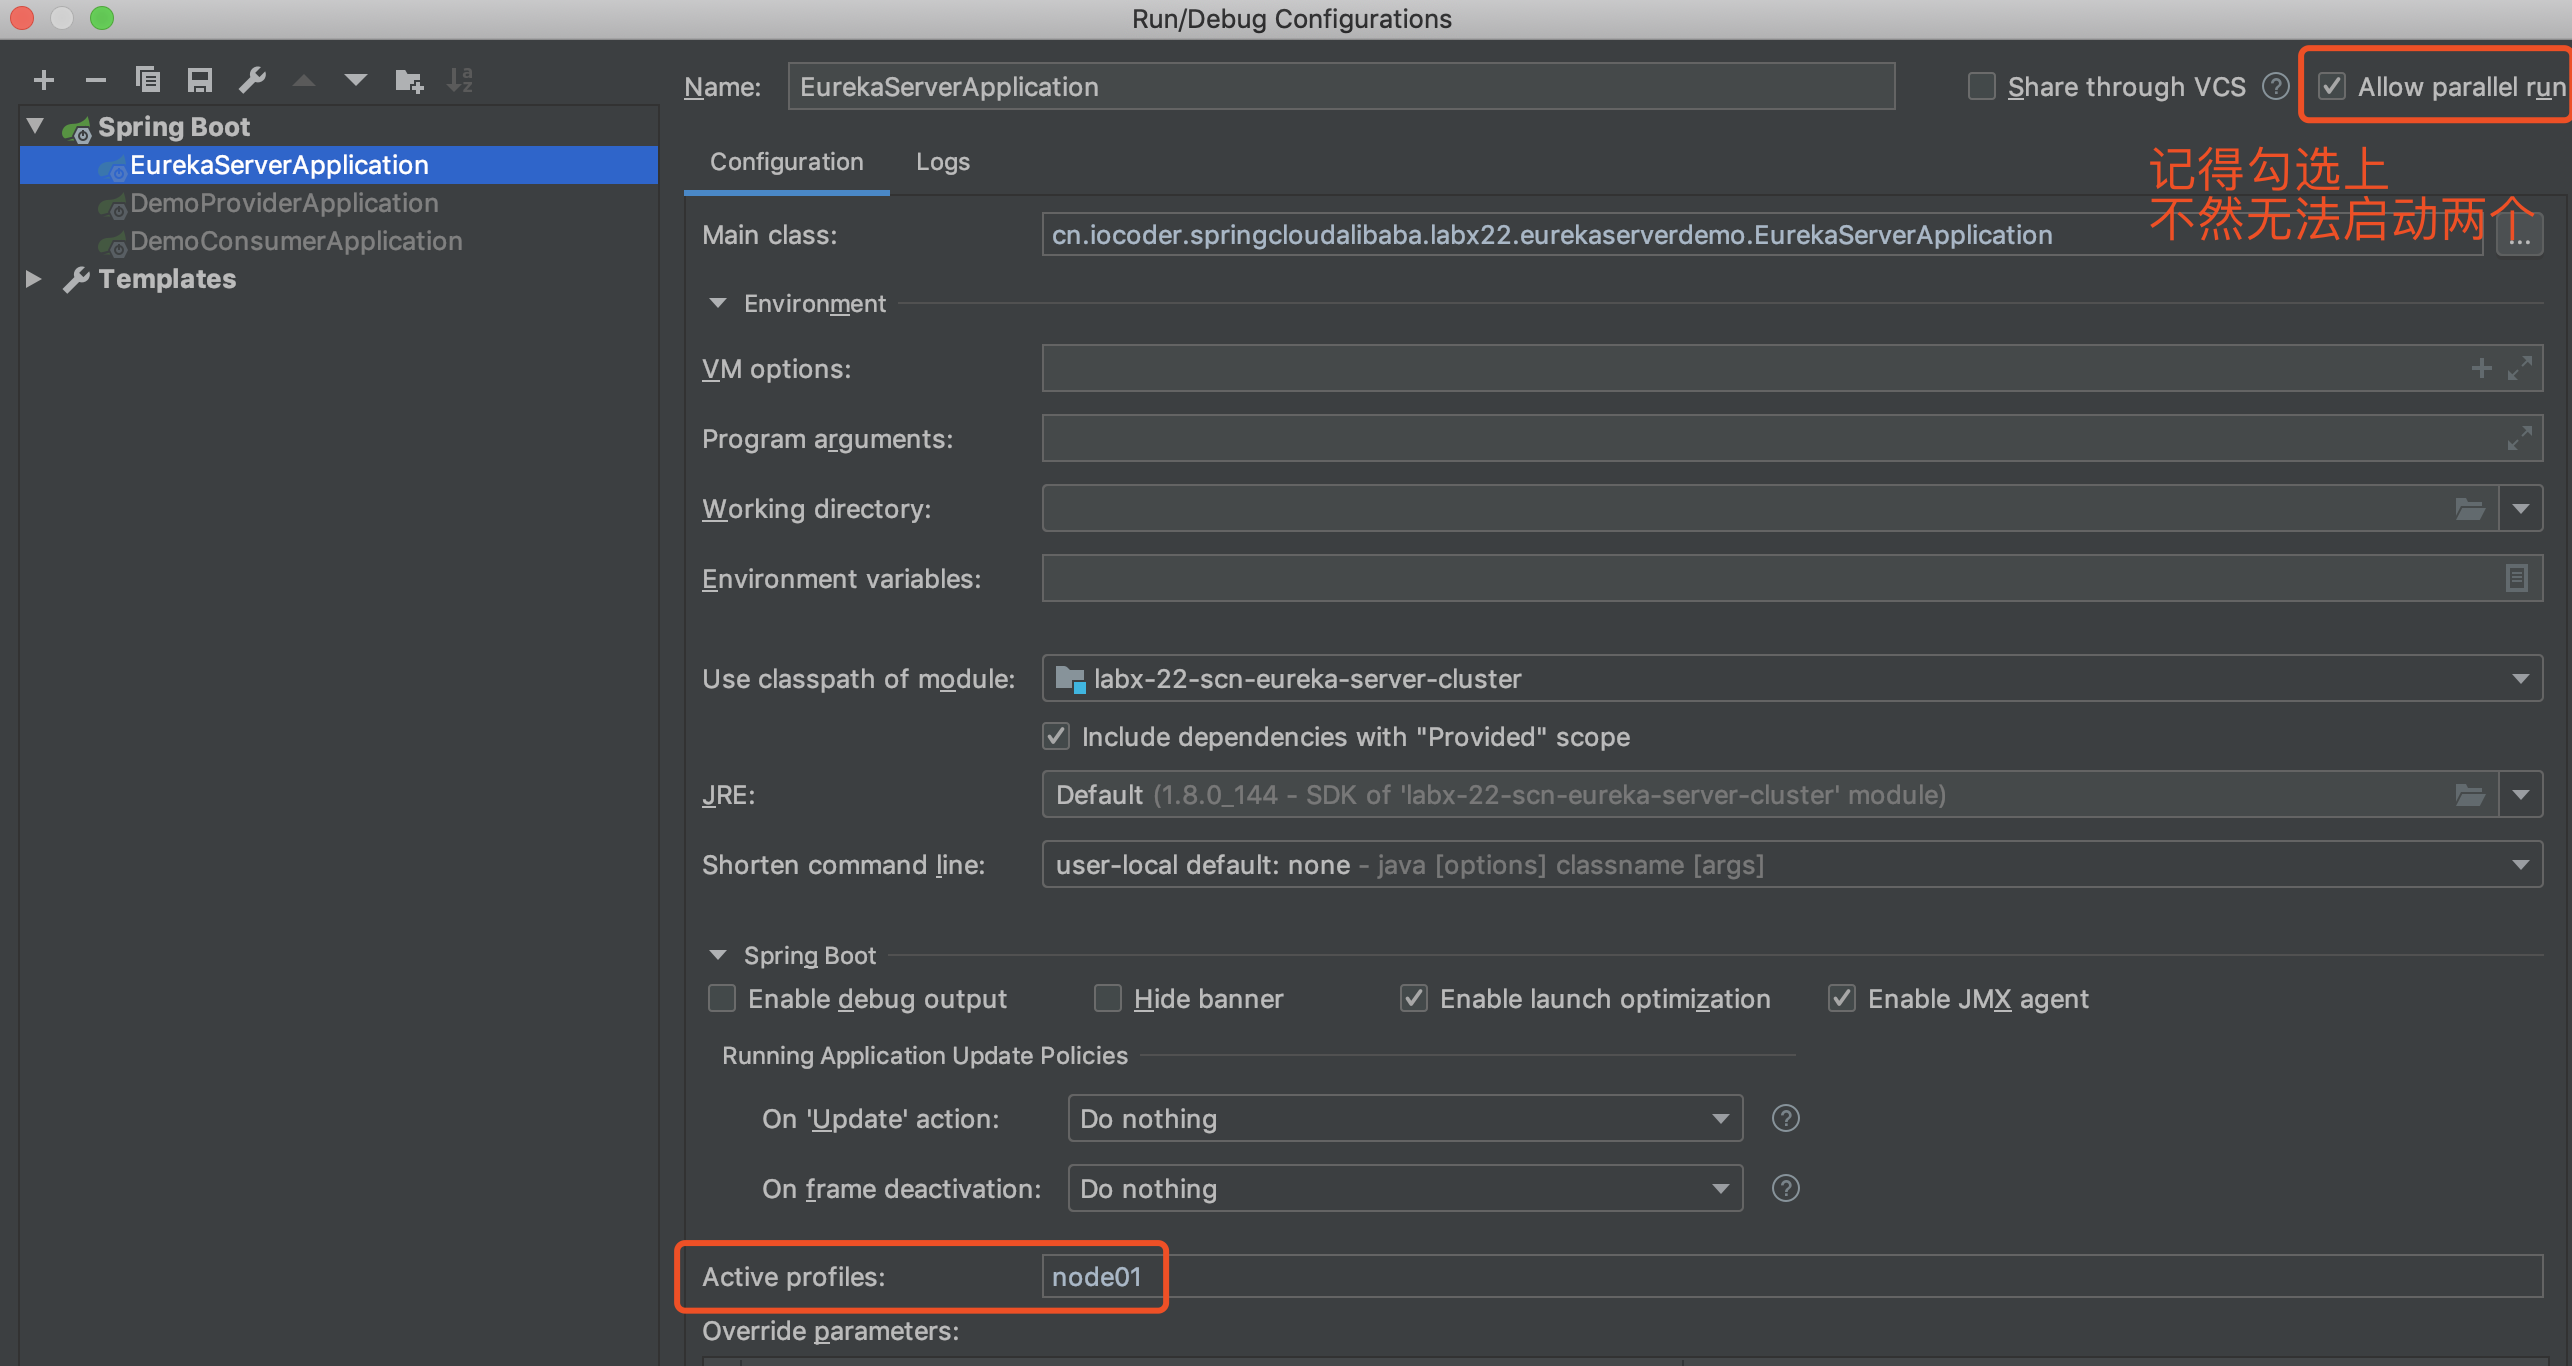 Run/Debug Configurations
Name: EurekaServerApplication
Share through VCS
Allow parallel run
记得勾选上
不然无法启动两个
Spring Boot
EurekaServerApplication
DemoProviderApplication
DemoConsumerApplication
Templates
Configuration Logs
Main class: cn.iocoder.springcloudalibaba.labx22.eurekaserverdemo.EurekaServerApplication ...
Environment
VM options:
Program arguments:
Working directory:
Environment variables:
Use classpath of module: labx-22-scn-eureka-server-cluster
Include dependencies with "Provided" scope
JRE: Default (1.8.0_144 - SDK of 'labx-22-scn-eureka-server-cluster' module)
Shorten command line: user-local default: none - java [options] classname [args]
Spring Boot
Enable debug output Hide banner Enable launch optimization Enable JMX agent
Running Application Update Policies
On 'Update' action: Do nothing
On frame deactivation: Do nothing
Active profiles: node01
Override parameters: